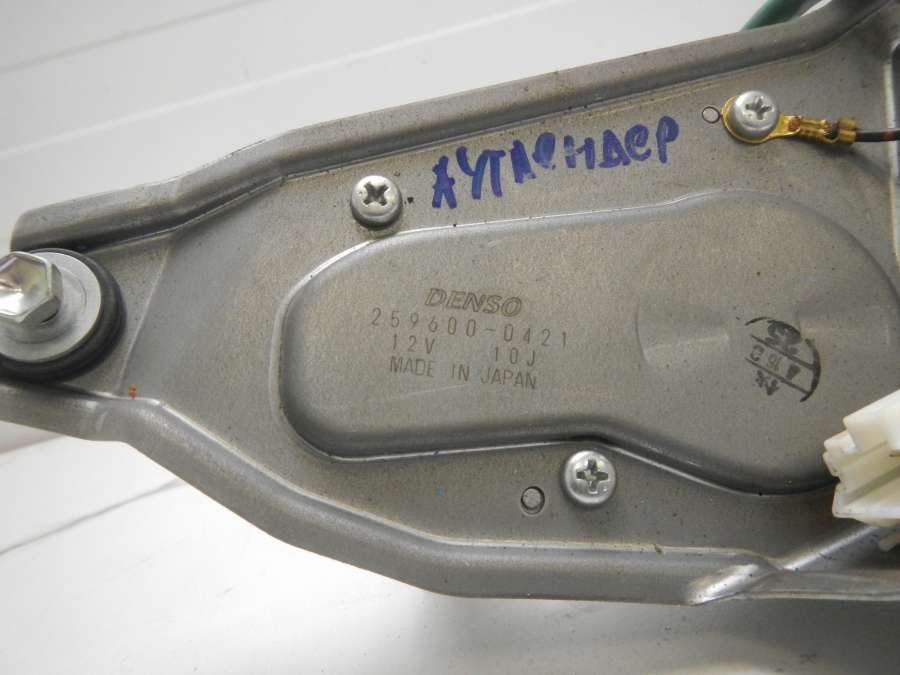 АУТЛЕНДЕР
DENSO
259600-0421
12V 10J
MADE IN JAPAN